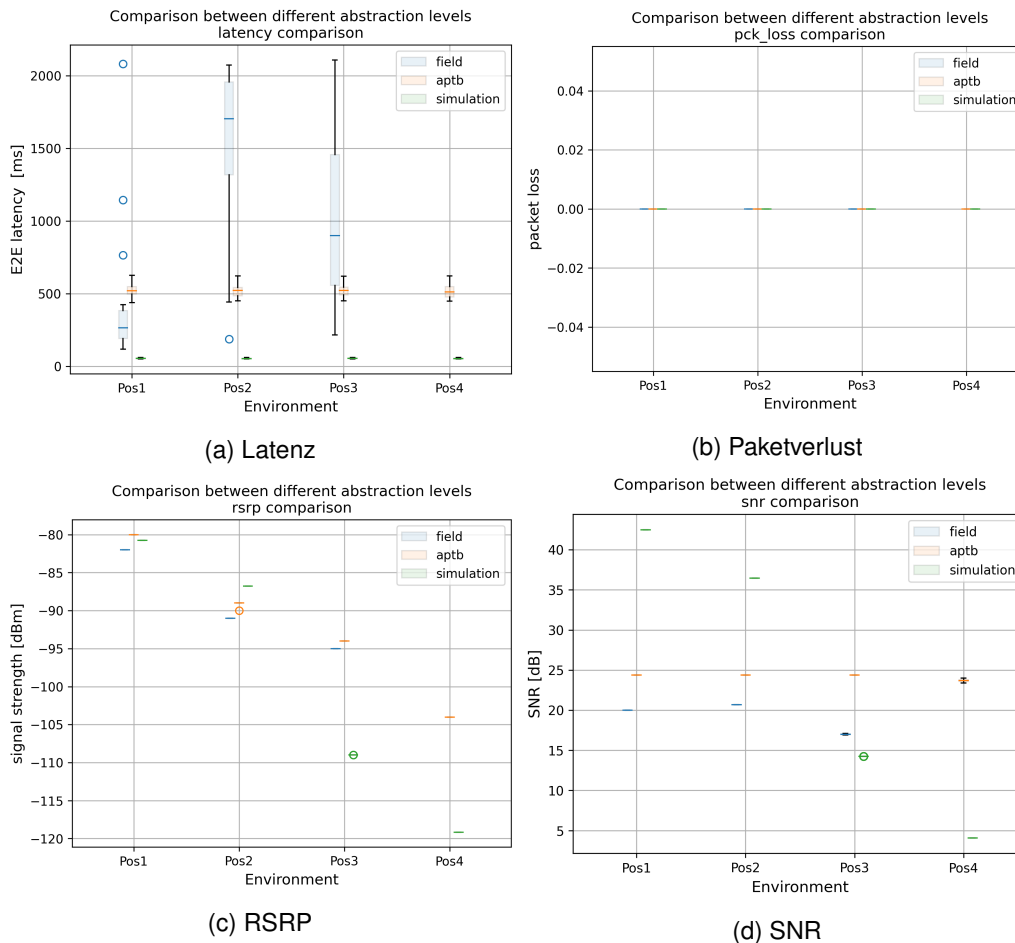 Comparison between different abstraction levels
latency comparison
E2E latency  [ms]
2000
1500
1000
500
0
field
aptb
simulation
Pos1
Pos2
Pos3
Pos4
Environment
(a) Latenz
Comparison between different abstraction levels
pck_loss comparison
packet loss
0.04
0.02
0.00
−0.02
−0.04
field
aptb
simulation
Pos1
Pos2
Pos3
Pos4
Environment
(b) Paketverlust
Comparison between different abstraction levels
rsrp comparison
signal strength [dBm]
−80
−85
−90
−95
−100
−105
−110
−115
−120
field
aptb
simulation
Pos1
Pos2
Pos3
Pos4
Environment
(c) RSRP
Comparison between different abstraction levels
snr comparison
SNR [dB]
40
35
30
25
20
15
10
5
field
aptb
simulation
Pos1
Pos2
Pos3
Pos4
Environment
(d) SNR